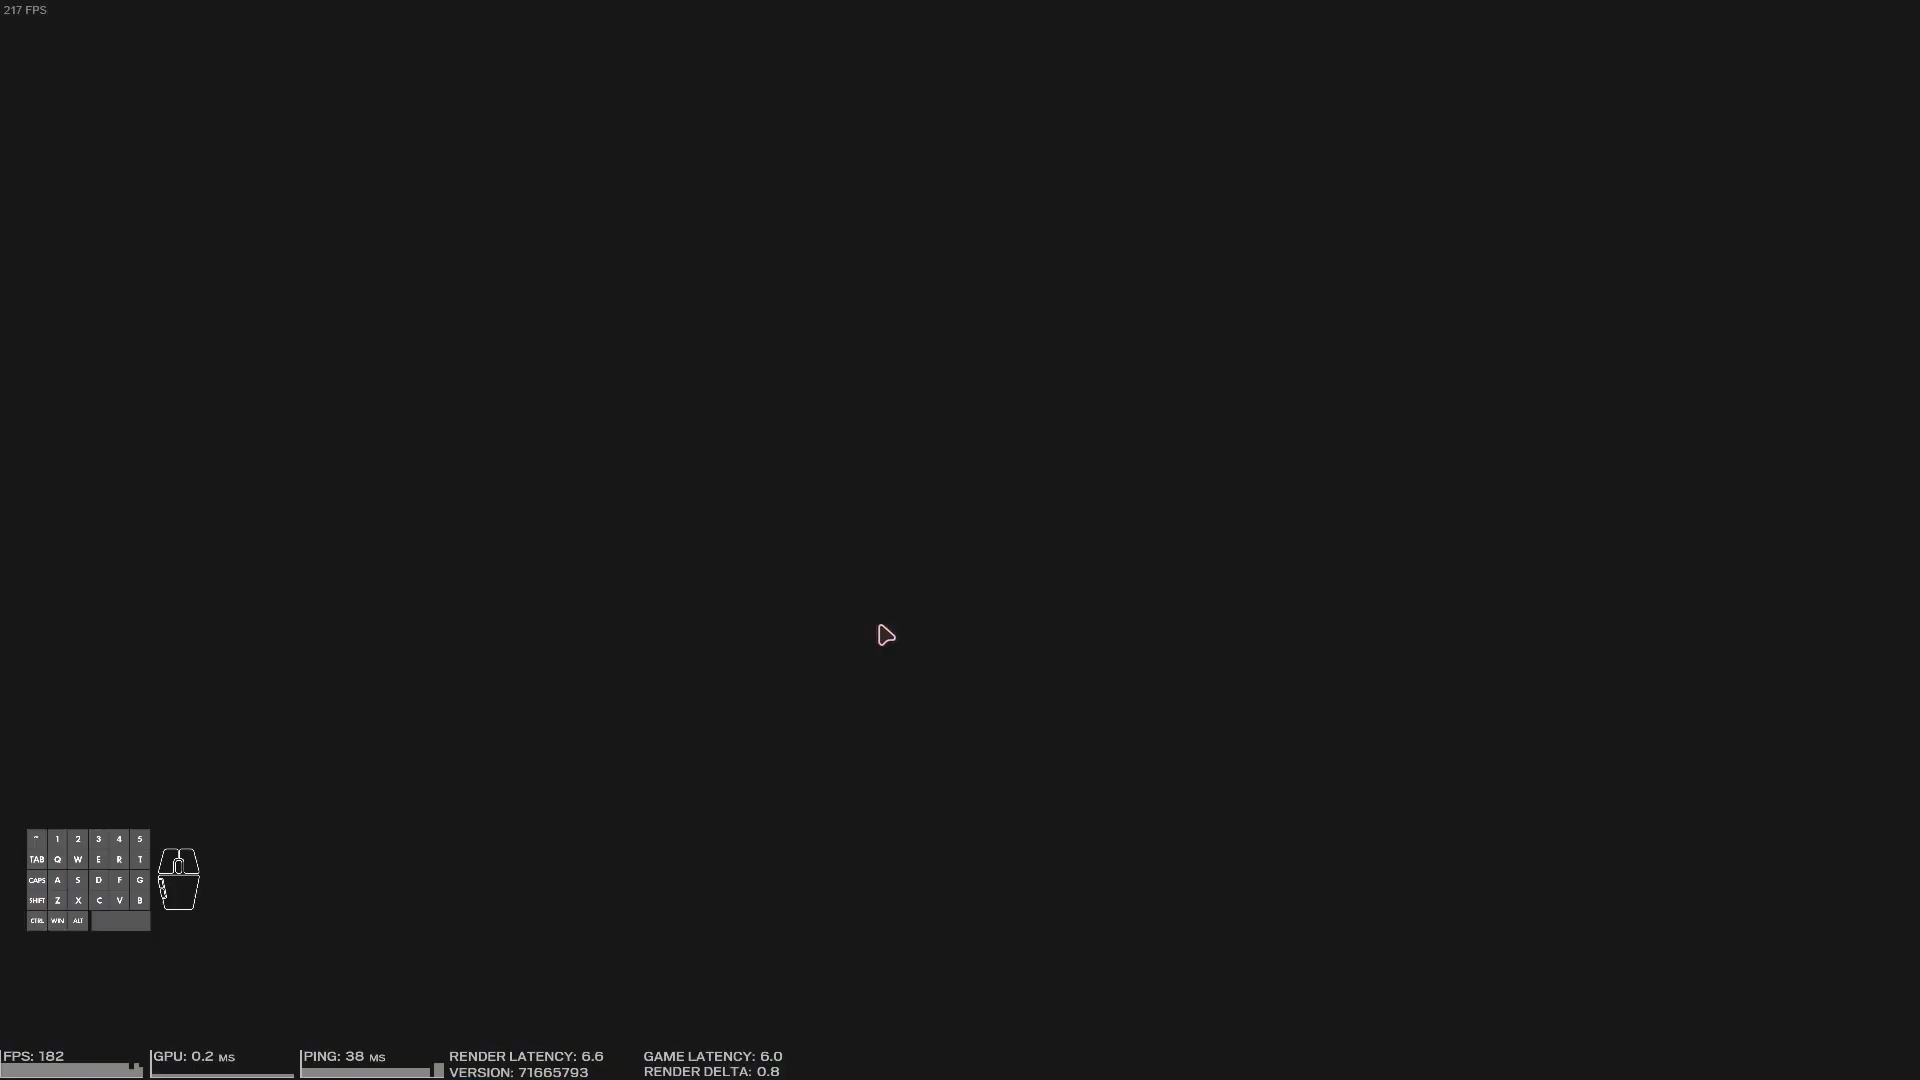 217 FPS
~ 1 2 3 4 5
TAB Q W E R T
CAPS A S D F G
SHIFT Z X C V B
CTRL WIN ALT
FPS: 182 GPU: 0.2 MS PING: 38 MS RENDER LATENCY: 6.6 GAME LATENCY: 6.0
VERSION: 71665793 RENDER DELTA: 0.8